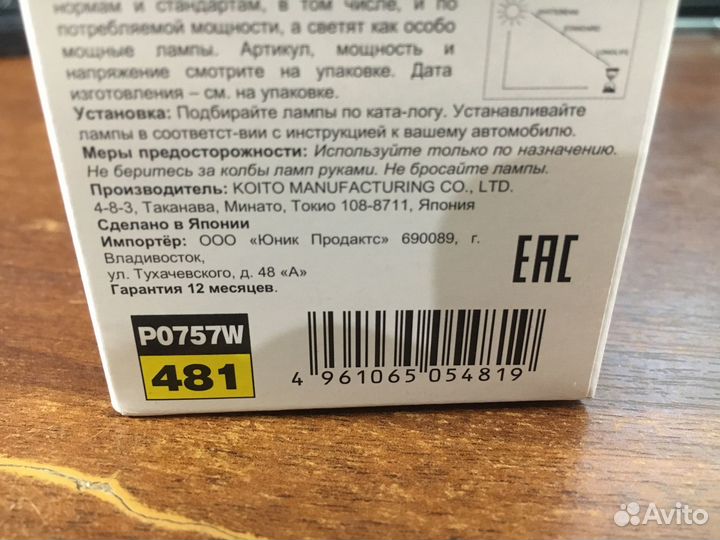 нормам и стандартам, в том числе, и по
потребляемой мощности, а светят как особо
мощные лампы. Артикул, мощность и
напряжение смотрите на упаковке. Дата
изготовления – см. на упаковке.
Установка: Подбирайте лампы по ката-логу. Устанавливайте
лампы в соответст-вии с инструкцией к вашему автомобилю.
Меры предосторожности: Используйте только по назначению.
Не беритесь за колбы ламп руками. Не бросайте лампы.
Производитель: KOITO MANUFACTURING CO., LTD.
4-8-3, Таканава, Минато, Токио 108-8711, Япония
Сделано в Японии
Импортёр: ООО «Юник Продактс» 690089, г.
Владивосток,
ул. Тухачевского, д. 48 «А»
Гарантия 12 месяцев.
EAC
P0757W
481
4 961065 054819
Avito